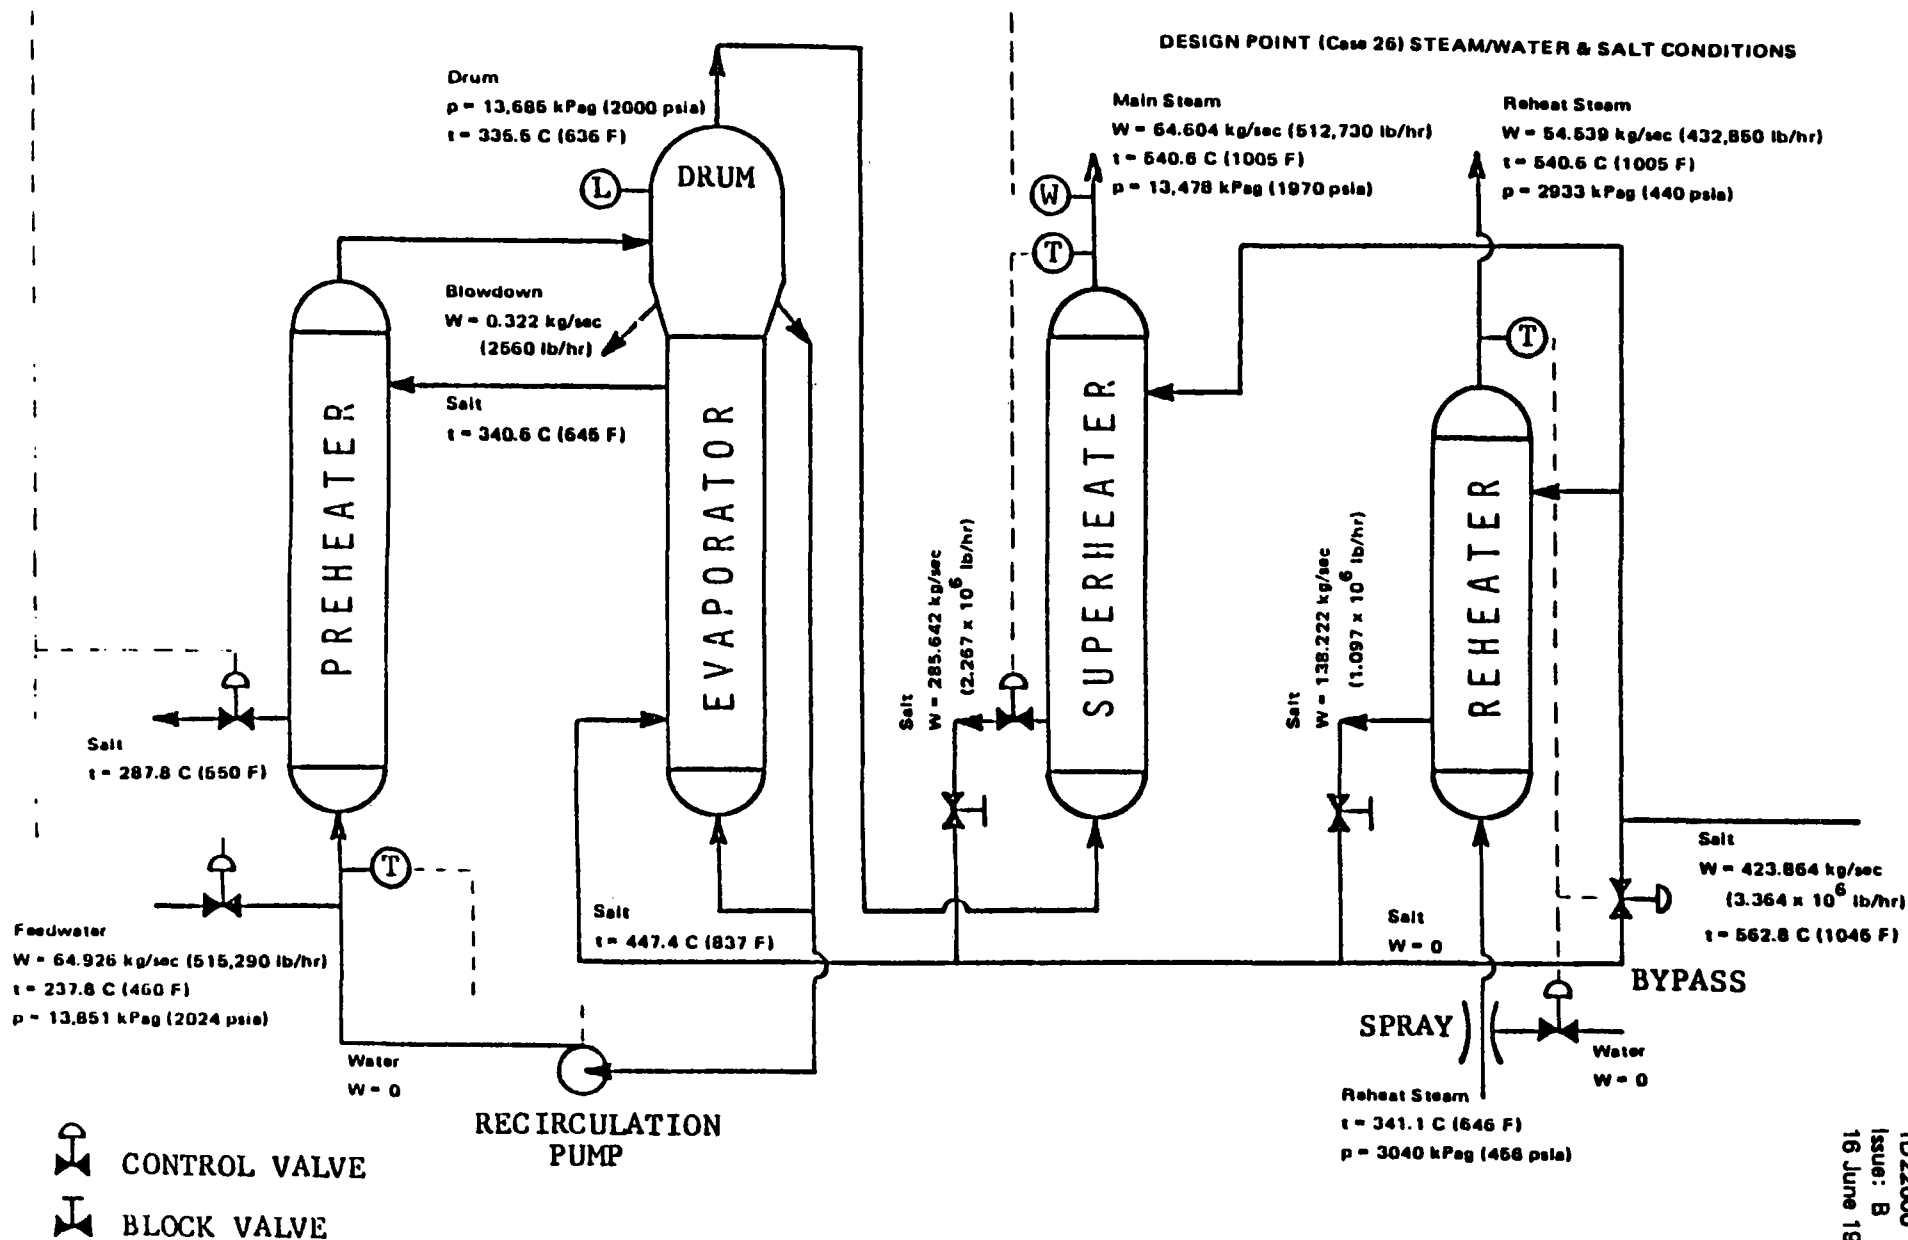 DESIGN POINT (Case 26) STEAM/WATER & SALT CONDITIONS
Drum
p = 13,685 kPag (2000 psia)
t = 335.5 C (636 F)
DRUM
L
Main Steam
W = 64.604 kg/sec (512,730 lb/hr)
t = 540.6 C (1005 F)
p = 13,478 kPag (1970 psia)
Reheat Steam
W = 54.539 kg/sec (432,850 lb/hr)
t = 540.6 C (1005 F)
p = 2933 kPag (440 psia)
W
T
T
Blowdown
W = 0.322 kg/sec
(2560 lb/hr)
Salt
t = 340.6 C (645 F)
PREHEATER
EVAPORATOR
SUPERHEATER
REHEATER
Salt
W = 285.642 kg/sec
(2.267 x 10⁶ lb/hr)
Salt
W = 138.222 kg/sec
(1.097 x 10⁶ lb/hr)
Salt
t = 287.8 C (550 F)
T
Salt
W = 423.864 kg/sec
(3.364 x 10⁶ lb/hr)
t = 562.8 C (1045 F)
Feedwater
W = 64.926 kg/sec (515,290 lb/hr)
t = 237.8 C (460 F)
p = 13,851 kPag (2024 psia)
Salt
t = 447.4 C (837 F)
Salt
W = 0
BYPASS
SPRAY
Water
W = 0
Water
W = 0
RECIRCULATION
PUMP
Reheat Steam
t = 341.1 C (646 F)
p = 3040 kPag (456 psia)
CONTROL VALVE
BLOCK VALVE
Issue: B
16 June